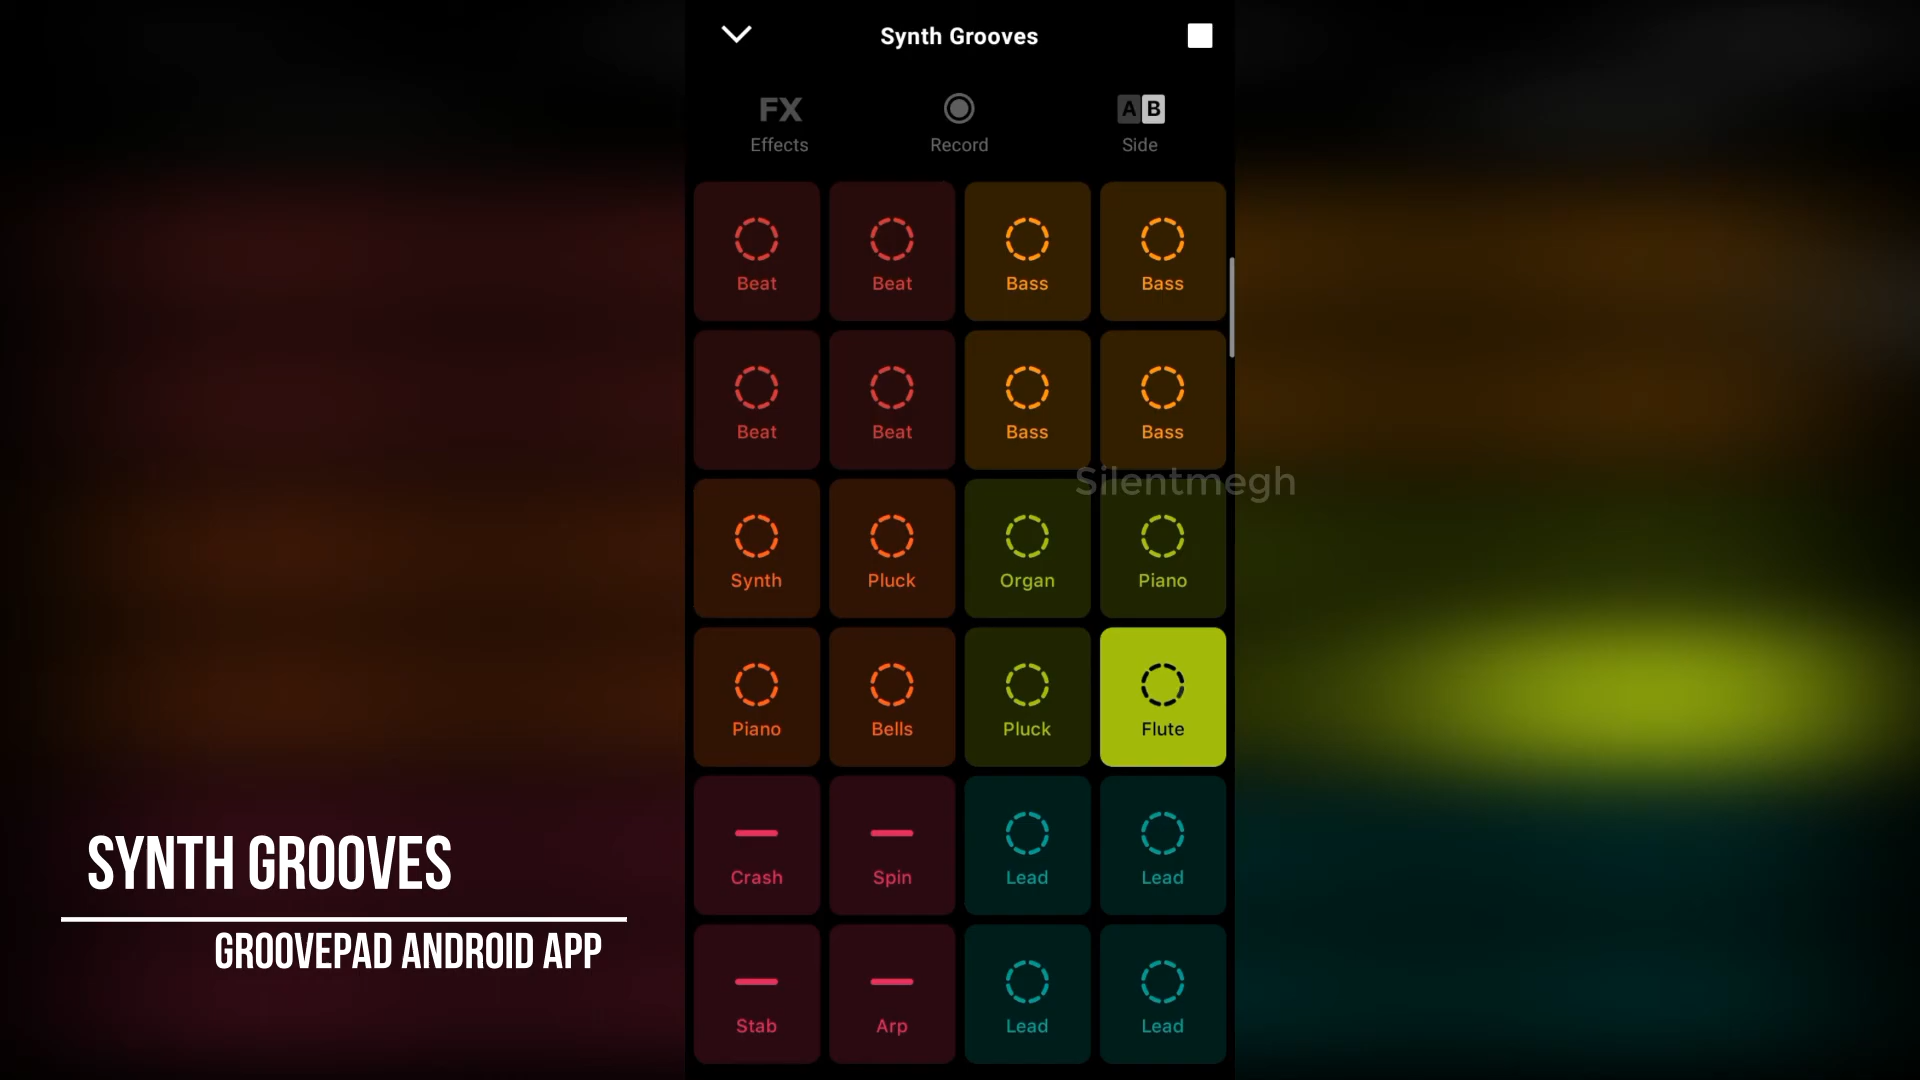 Synth Grooves
FX
A B
Effects
Record
Side
Beat
Beat
Bass
Bass
Beat
Beat
Bass
Bass
Silentmegh
Synth
Pluck
Organ
Piano
Piano
Bells
Pluck
Flute
Crash
Spin
Lead
Lead
Stab
Arp
Lead
Lead
SYNTH GROOVES
GROOVEPAD ANDROID APP